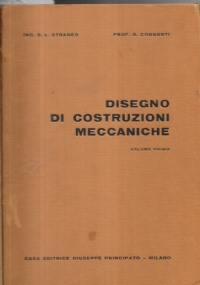 ING. S. L. STRANEO
PROF. R. CONSORTI
DISEGNO
DI COSTRUZIONI
MECCANICHE
VOLUME PRIMO
CASA EDITRICE GIUSEPPE PRINCIPATO - MILANO